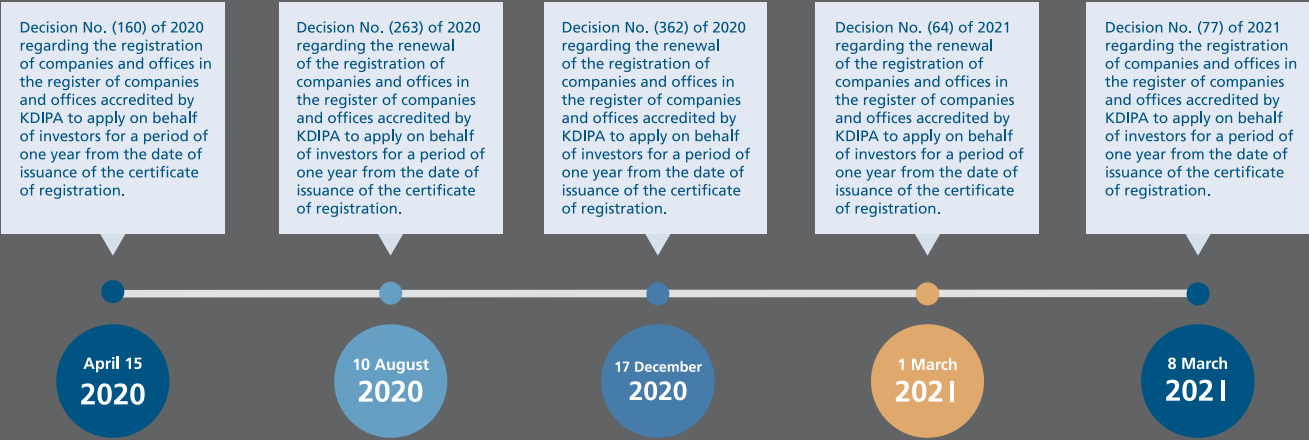 Decision No. (160) of 2020
regarding the registration
of companies and offices in
the register of companies
and offices accredited by
KDIPA to apply on behalf
of investors for a period of
one year from the date of
issuance of the certificate
of registration.
Decision No. (263) of 2020
regarding the renewal
of the registration of
companies and offices in
the register of companies
and offices accredited by
KDIPA to apply on behalf
of investors for a period of
one year from the date of
issuance of the certificate
of registration.
Decision No. (362) of 2020
regarding the renewal
of the registration of
companies and offices in
the register of companies
and offices accredited by
KDIPA to apply on behalf
of investors for a period of
one year from the date of
issuance of the certificate
of registration.
Decision No. (64) of 2021
regarding the renewal
of the registration of
companies and offices in
the register of companies
and offices accredited by
KDIPA to apply on behalf
of investors for a period of
one year from the date of
issuance of the certificate
of registration.
Decision No. (77) of 2021
regarding the registration
of companies and offices in
the register of companies
and offices accredited by
KDIPA to apply on behalf
of investors for a period of
one year from the date of
issuance of the certificate
of registration.
April 15
2020
10 August
2020
17 December
2020
1 March
2021
8 March
2021